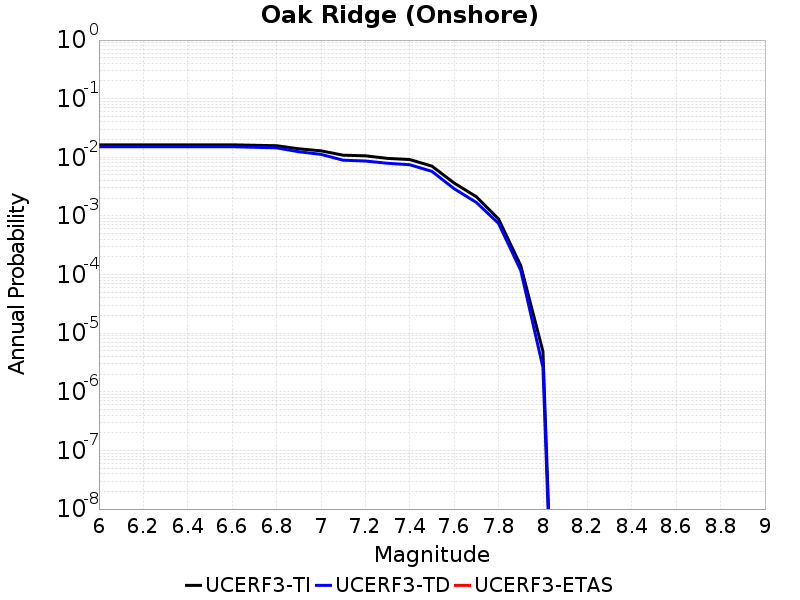 Oak Ridge (Onshore)
10^0
10^-1
10^-2
10^-3
10^-4
10^-5
10^-6
10^-7
10^-8
Annual Probability
6 6.2 6.4 6.6 6.8 7 7.2 7.4 7.6 7.8 8 8.2 8.4 8.6 8.8 9
Magnitude
UCERF3-TI UCERF3-TD UCERF3-ETAS